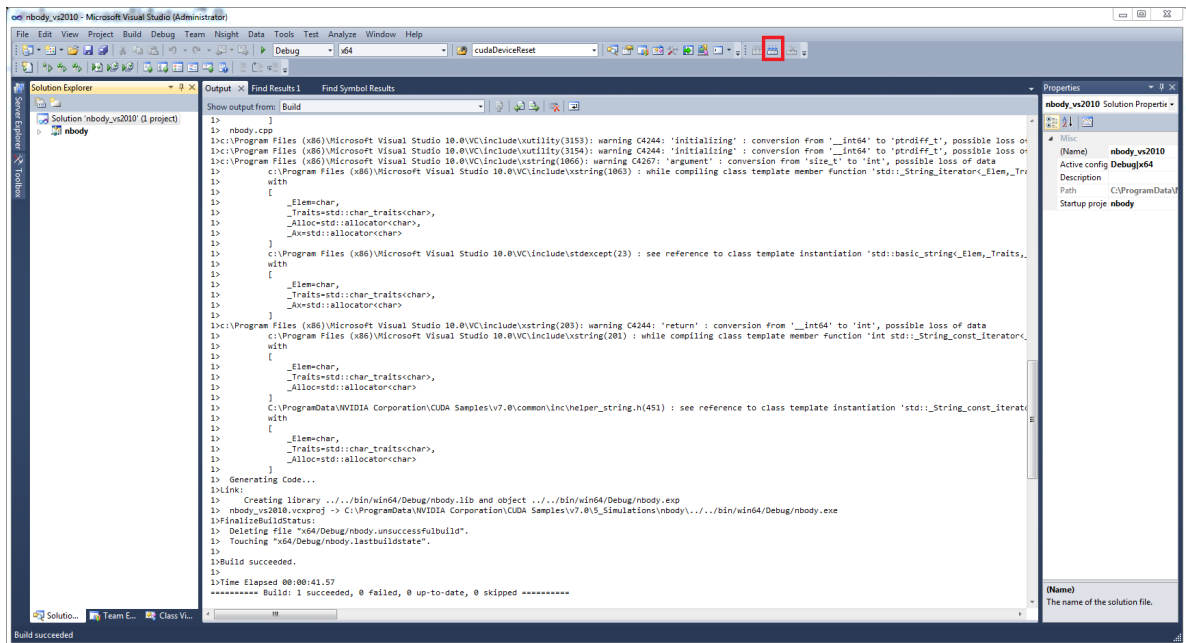 nbody_vs2010 - Microsoft Visual Studio (Administrator)
File Edit View Project Build Debug Team Nsight Data Tools Test Analyze Window Help
Debug x64 cudaDeviceReset
Server Explorer
Toolbox
Solution Explorer
Solution 'nbody_vs2010' (1 project)
nbody
Solutio... Team E... Class Vi...
Output Find Results 1 Find Symbol Results
Show output from: Build
1> ]
1> nbody.cpp
1>c:\Program Files (x86)\Microsoft Visual Studio 10.0\VC\include\xutility(3153): warning C4244: 'initializing' : conversion from '__int64' to 'ptrdiff_t', possible loss o
1>c:\Program Files (x86)\Microsoft Visual Studio 10.0\VC\include\xutility(3154): warning C4244: 'initializing' : conversion from '__int64' to 'ptrdiff_t', possible loss o
1>c:\Program Files (x86)\Microsoft Visual Studio 10.0\VC\include\xstring(1066): warning C4267: 'argument' : conversion from 'size_t' to 'int', possible loss of data
1> c:\Program Files (x86)\Microsoft Visual Studio 10.0\VC\include\xstring(1063) : while compiling class template member function 'std::_String_iterator<_Elem,_Tra
1> with
1> [
1> _Elem=char,
1> _Traits=std::char_traits<char>,
1> _Alloc=std::allocator<char>,
1> _Ax=std::allocator<char>
1> ]
1> c:\Program Files (x86)\Microsoft Visual Studio 10.0\VC\include\stdexcept(23) : see reference to class template instantiation 'std::basic_string<_Elem,_Traits,_
1> with
1> [
1> _Elem=char,
1> _Traits=std::char_traits<char>,
1> _Ax=std::allocator<char>
1> ]
1>c:\Program Files (x86)\Microsoft Visual Studio 10.0\VC\include\xstring(203): warning C4244: 'return' : conversion from '__int64' to 'int', possible loss of data
1> c:\Program Files (x86)\Microsoft Visual Studio 10.0\VC\include\xstring(201) : while compiling class template member function 'int std::_String_const_iterator<_
1> with
1> [
1> _Elem=char,
1> _Traits=std::char_traits<char>,
1> _Alloc=std::allocator<char>
1> ]
1> C:\ProgramData\NVIDIA Corporation\CUDA Samples\v7.0\common\inc\helper_string.h(451) : see reference to class template instantiation 'std::_String_const_iterato
1> with
1> [
1> _Elem=char,
1> _Traits=std::char_traits<char>,
1> _Alloc=std::allocator<char>
1> ]
1> Generating Code...
1>Link:
1> Creating library ../../bin/win64/Debug/nbody.lib and object ../../bin/win64/Debug/nbody.exp
1> nbody_vs2010.vcxproj -> C:\ProgramData\NVIDIA Corporation\CUDA Samples\v7.0\5_Simulations\nbody\../../bin/win64/Debug/nbody.exe
1>FinalizeBuildStatus:
1> Deleting file "x64/Debug/nbody.unsuccessfulbuild".
1> Touching "x64/Debug/nbody.lastbuildstate".
1>
1>Build succeeded.
1>
1>Time Elapsed 00:00:41.57
========== Build: 1 succeeded, 0 failed, 0 up-to-date, 0 skipped ==========
Properties
nbody_vs2010 Solution Propertie
Misc
(Name) nbody_vs2010
Active config Debug|x64
Description
Path C:\ProgramData\N
Startup proje nbody
(Name)
The name of the solution file.
Build succeeded